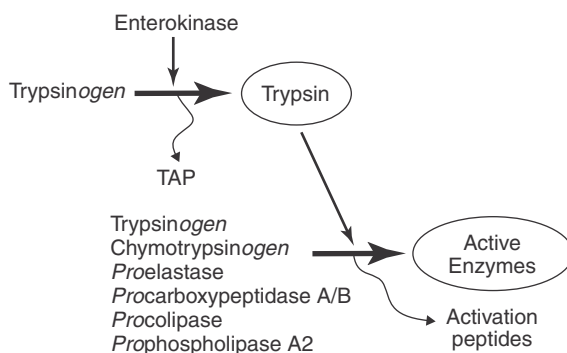 Enterokinase
Trypsinogen
Trypsin
TAP
Trypsinogen
Chymotrypsinogen
Proelastase
Procarboxypeptidase A/B
Procolipase
Prophospholipase A2
Active
Enzymes
Activation
peptides